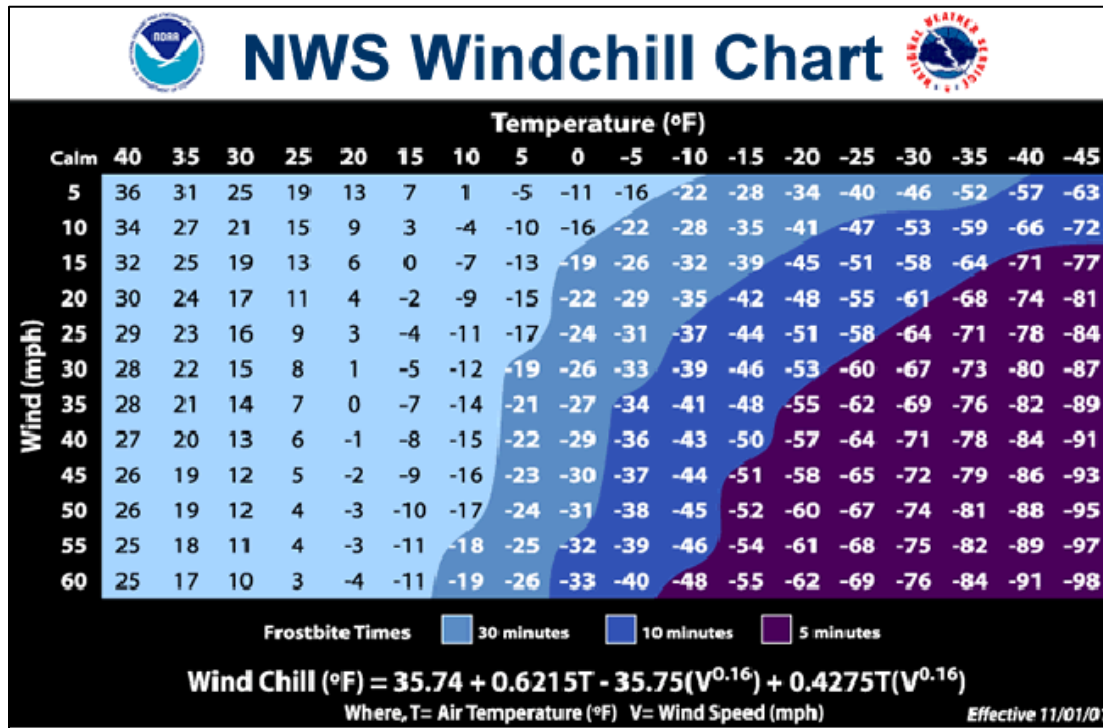 NOAA
NWS Windchill Chart
NATIONAL WEATHER SERVICE
Temperature (ºF)
Calm 40 35 30 25 20 15 10 5 0 -5 -10 -15 -20 -25 -30 -35 -40 -45
5 36 31 25 19 13 7 1 -5 -11 -16 -22 -28 -34 -40 -46 -52 -57 -63
10 34 27 21 15 9 3 -4 -10 -16 -22 -28 -35 -41 -47 -53 -59 -66 -72
15 32 25 19 13 6 0 -7 -13 -19 -26 -32 -39 -45 -51 -58 -64 -71 -77
20 30 24 17 11 4 -2 -9 -15 -22 -29 -35 -42 -48 -55 -61 -68 -74 -81
25 29 23 16 9 3 -4 -11 -17 -24 -31 -37 -44 -51 -58 -64 -71 -78 -84
30 28 22 15 8 1 -5 -12 -19 -26 -33 -39 -46 -53 -60 -67 -73 -80 -87
35 28 21 14 7 0 -7 -14 -21 -27 -34 -41 -48 -55 -62 -69 -76 -82 -89
40 27 20 13 6 -1 -8 -15 -22 -29 -36 -43 -50 -57 -64 -71 -78 -84 -91
45 26 19 12 5 -2 -9 -16 -23 -30 -37 -44 -51 -58 -65 -72 -79 -86 -93
50 26 19 12 4 -3 -10 -17 -24 -31 -38 -45 -52 -60 -67 -74 -81 -88 -95
55 25 18 11 4 -3 -11 -18 -25 -32 -39 -46 -54 -61 -68 -75 -82 -89 -97
60 25 17 10 3 -4 -11 -19 -26 -33 -40 -48 -55 -62 -69 -76 -84 -91 -98
Wind (mph)
Frostbite Times 30 minutes 10 minutes 5 minutes
Wind Chill (ºF) = 35.74 + 0.6215T - 35.75(V^0.16) + 0.4275T(V^0.16)
Where, T= Air Temperature (ºF) V= Wind Speed (mph)
Effective 11/01/01